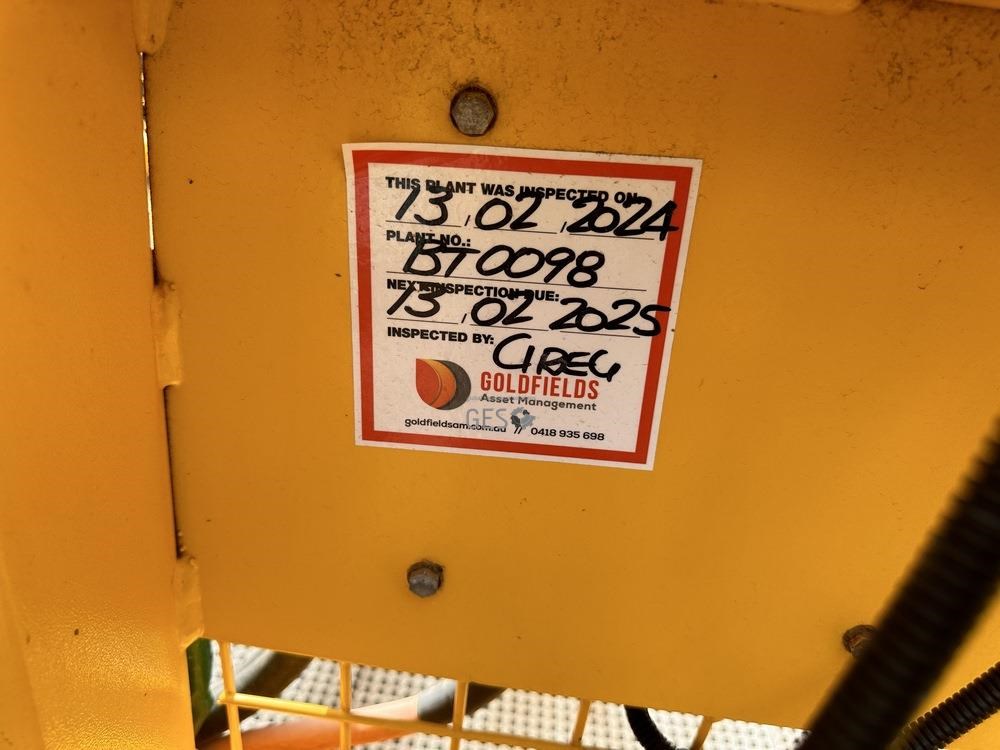 THIS PLANT WAS INSPECTED ON
13, 02, 2024
PLANT NO.:
BT0098
NEXT INSPECTION DUE:
13, 02 2025
INSPECTED BY: GREG
GOLDFIELDS
Asset Management
GES
goldfieldsam.com.au // 0418 935 698